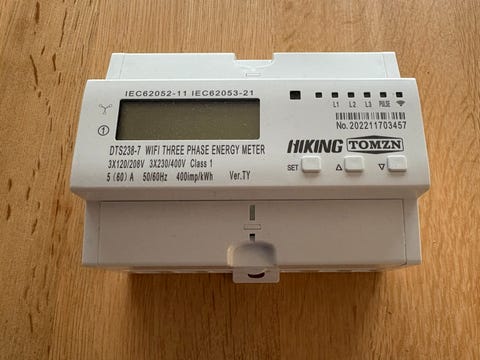 IEC62052-11 IEC62053-21
L1 L2 L3 PULSE
No.202211703457
HIKING TOMZN
DTS238-7 WIFI THREE PHASE ENERGY METER
3X120/208V 3X230/400V Class 1
5(60)A 50/60Hz 400imp/kWh Ver.TY
SET
1